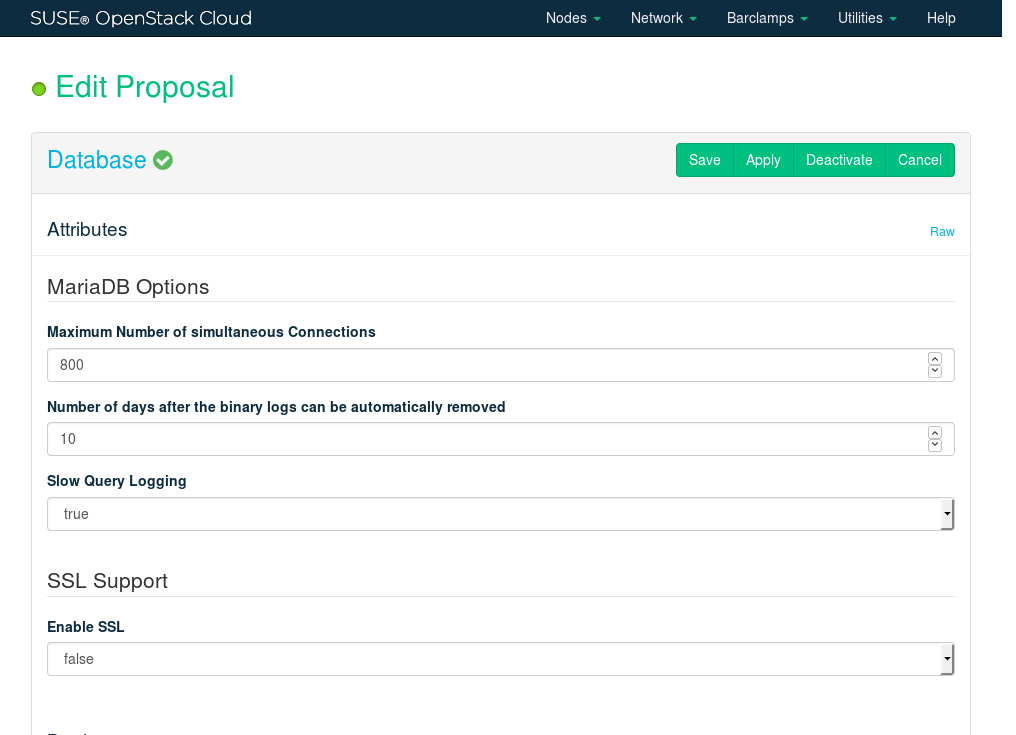 SUSE® OpenStack Cloud
Nodes Network Barclamps Utilities Help
Edit Proposal
Database
Save Apply Deactivate Cancel
Attributes Raw
MariaDB Options
Maximum Number of simultaneous Connections
800
Number of days after the binary logs can be automatically removed
10
Slow Query Logging
true
SSL Support
Enable SSL
false